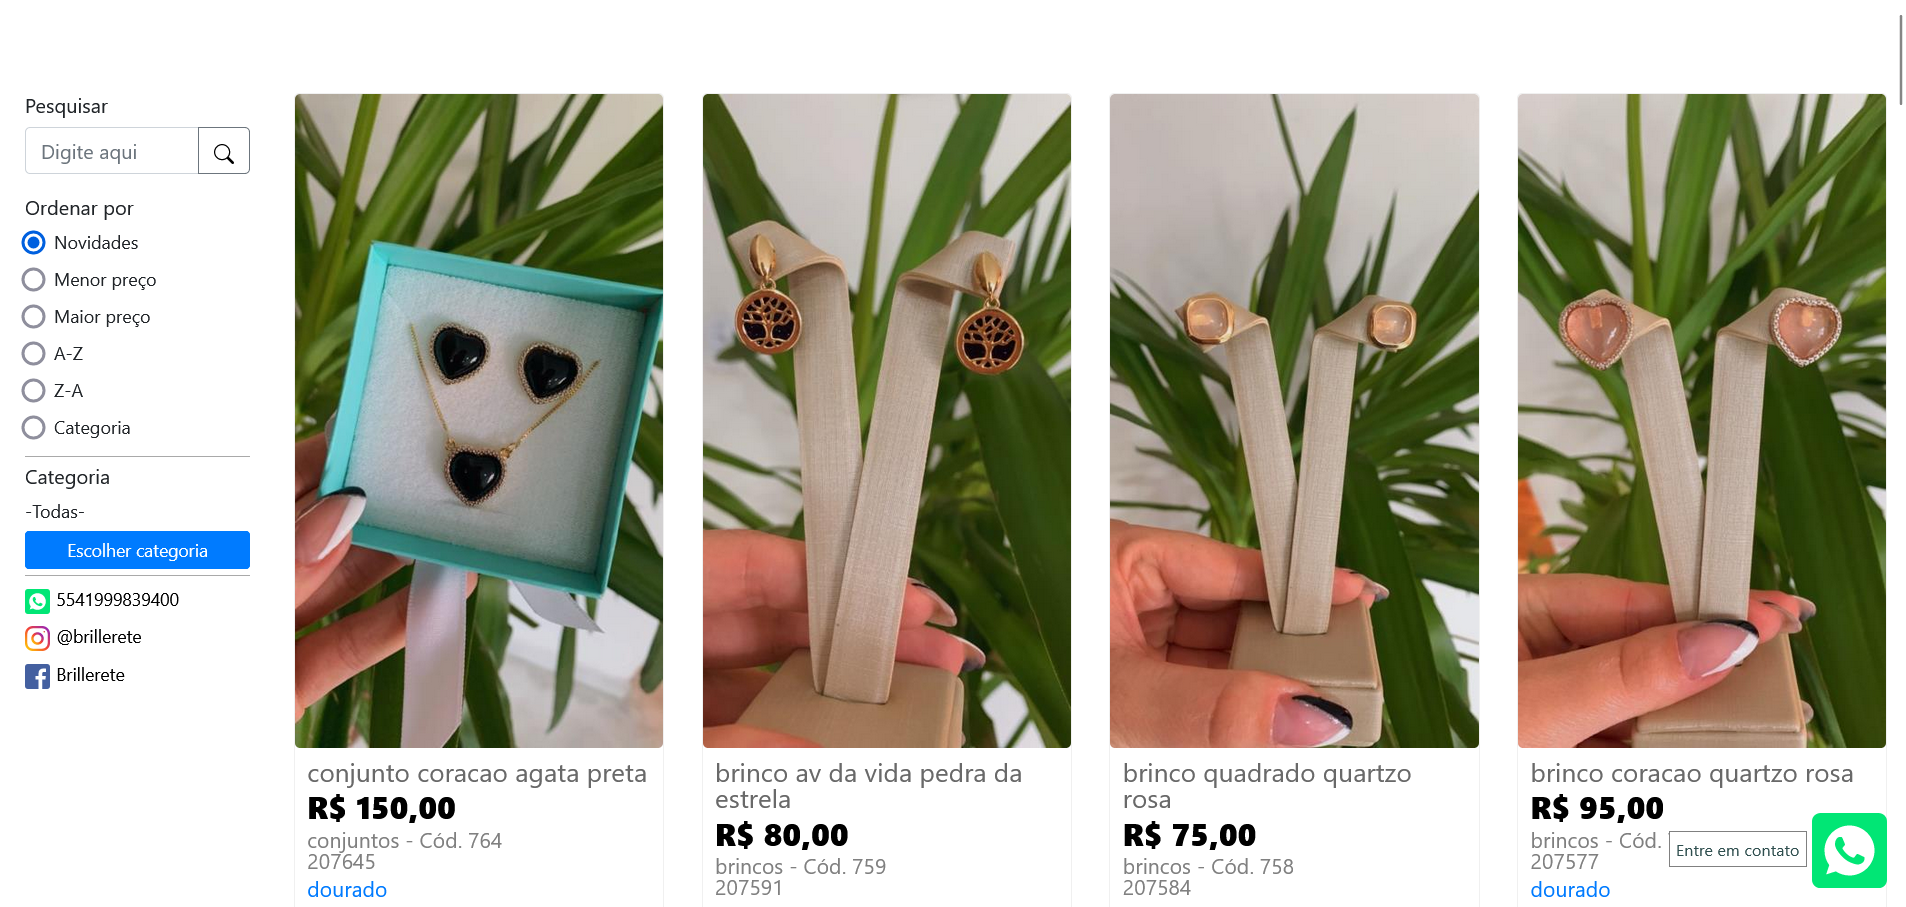 Pesquisar
Digite aqui
Ordenar por
Novidades
Menor preço
Maior preço
A-Z
Z-A
Categoria
Categoria
-Todas-
Escolher categoria
5541999839400
@brillerete
Brillerete
conjunto coracao agata preta
R$ 150,00
conjuntos - Cód. 764
207645
dourado
brinco av da vida pedra da
estrela
R$ 80,00
brincos - Cód. 759
207591
brinco quadrado quartzo
rosa
R$ 75,00
brincos - Cód. 758
207584
brinco coracao quartzo rosa
R$ 95,00
brincos - Cód.
207577
dourado
Entre em contato